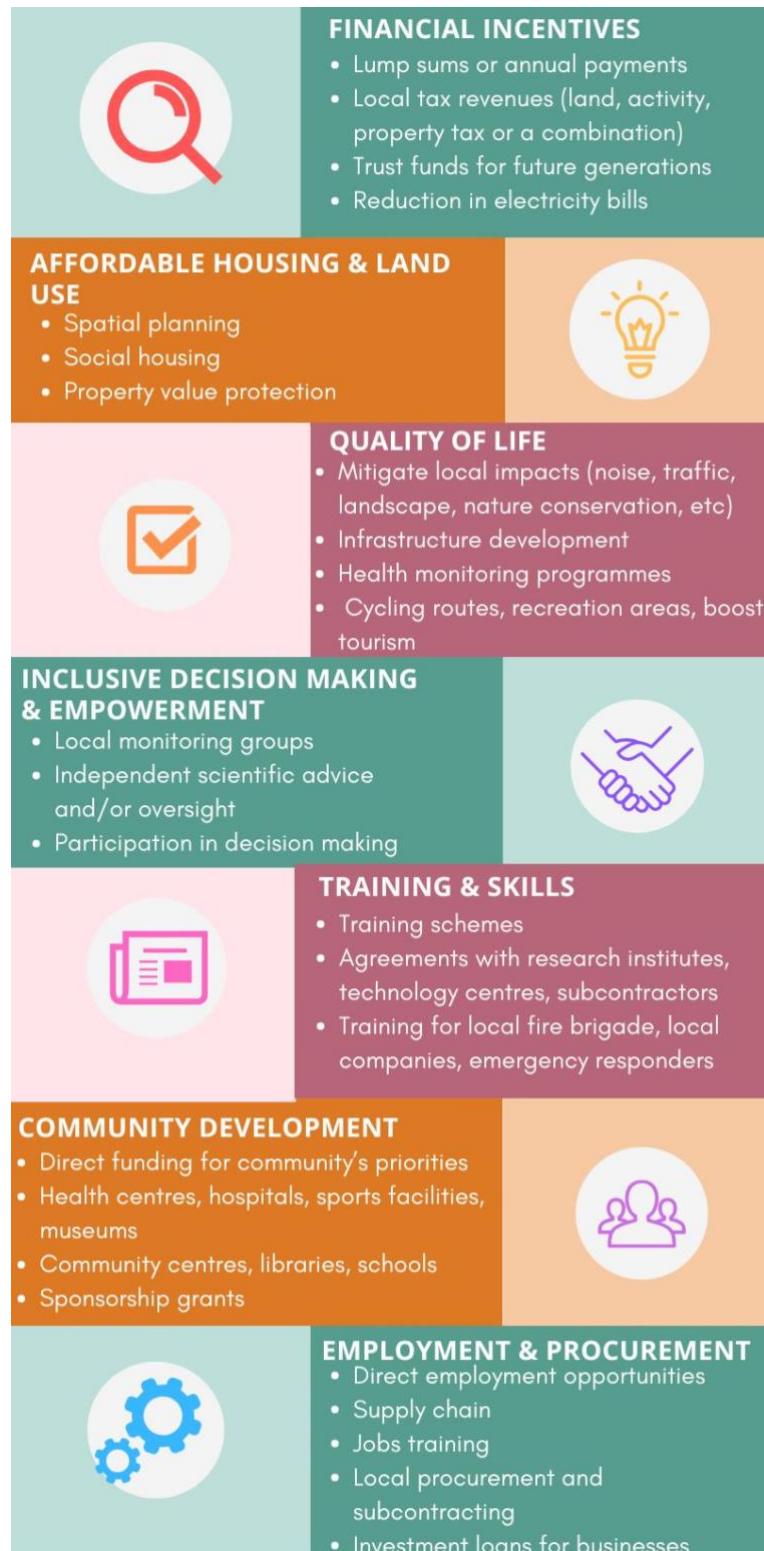 FINANCIAL INCENTIVES
• Lump sums or annual payments
• Local tax revenues (land, activity,
property tax or a combination)
• Trust funds for future generations
• Reduction in electricity bills
AFFORDABLE HOUSING & LAND
USE
• Spatial planning
• Social housing
• Property value protection
QUALITY OF LIFE
• Mitigate local impacts (noise, traffic,
landscape, nature conservation, etc)
• Infrastructure development
• Health monitoring programmes
• Cycling routes, recreation areas, boost
tourism
INCLUSIVE DECISION MAKING
& EMPOWERMENT
• Local monitoring groups
• Independent scientific advice
and/or oversight
• Participation in decision making
TRAINING & SKILLS
• Training schemes
• Agreements with research institutes,
technology centres, subcontractors
• Training for local fire brigade, local
companies, emergency responders
COMMUNITY DEVELOPMENT
• Direct funding for community's priorities
• Health centres, hospitals, sports facilities,
museums
• Community centres, libraries, schools
• Sponsorship grants
EMPLOYMENT & PROCUREMENT
• Direct employment opportunities
• Supply chain
• Jobs training
• Local procurement and
subcontracting
• Investment loans for businesses